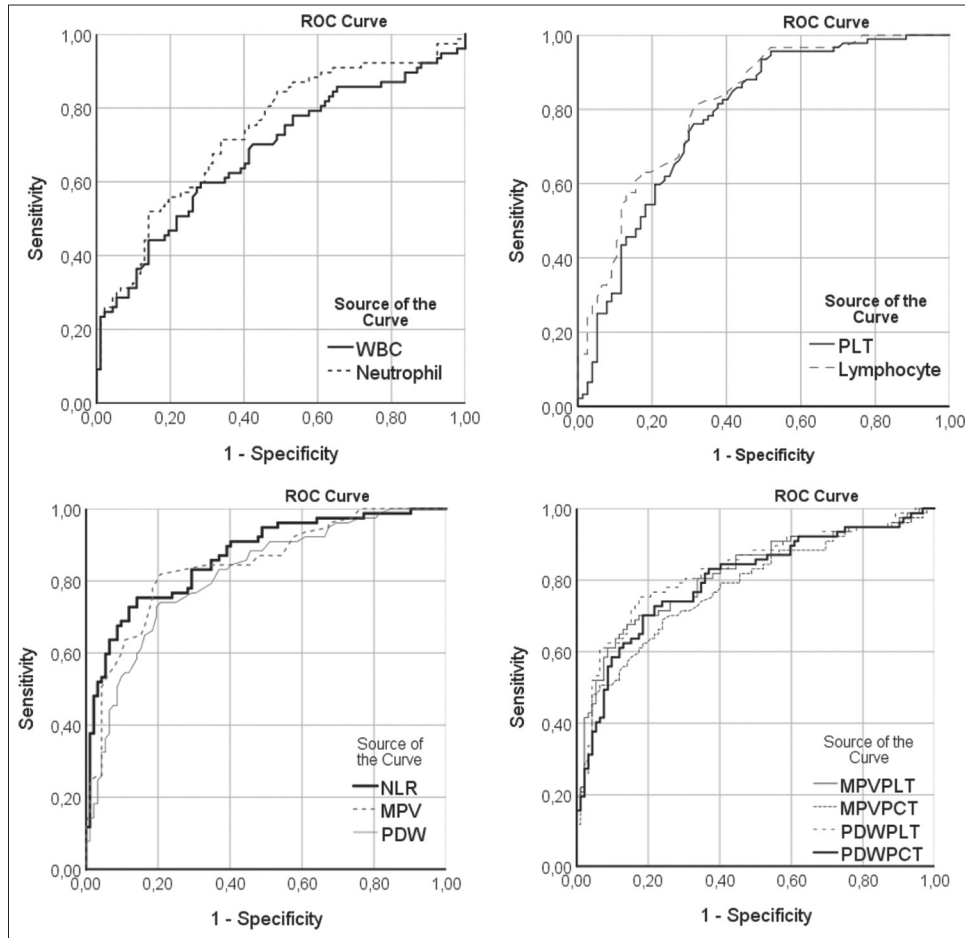 ROC Curve
1,00
0,80
0,60
0,40
0,20
0,00
Sensitivity
Source of the
Curve
WBC
Neutrophil
0,00 0,20 0,40 0,60 0,80 1,00
1 - Specificity
ROC Curve
1,00
0,80
0,60
0,40
0,20
0,00
Sensitivity
Source of the
Curve
PLT
Lymphocyte
0,00 0,20 0,40 0,60 0,80 1,00
1 - Specificity
ROC Curve
1,00
0,80
0,60
0,40
0,20
0,00
Sensitivity
Source of
the Curve
NLR
MPV
PDW
0,00 0,20 0,40 0,60 0,80 1,00
1 - Specificity
ROC Curve
1,00
0,80
0,60
0,40
0,20
0,00
Sensitivity
Source of the
Curve
MPVPLT
MPVPCT
PDWPLT
PDWPCT
0,00 0,20 0,40 0,60 0,80 1,00
1 - Specificity